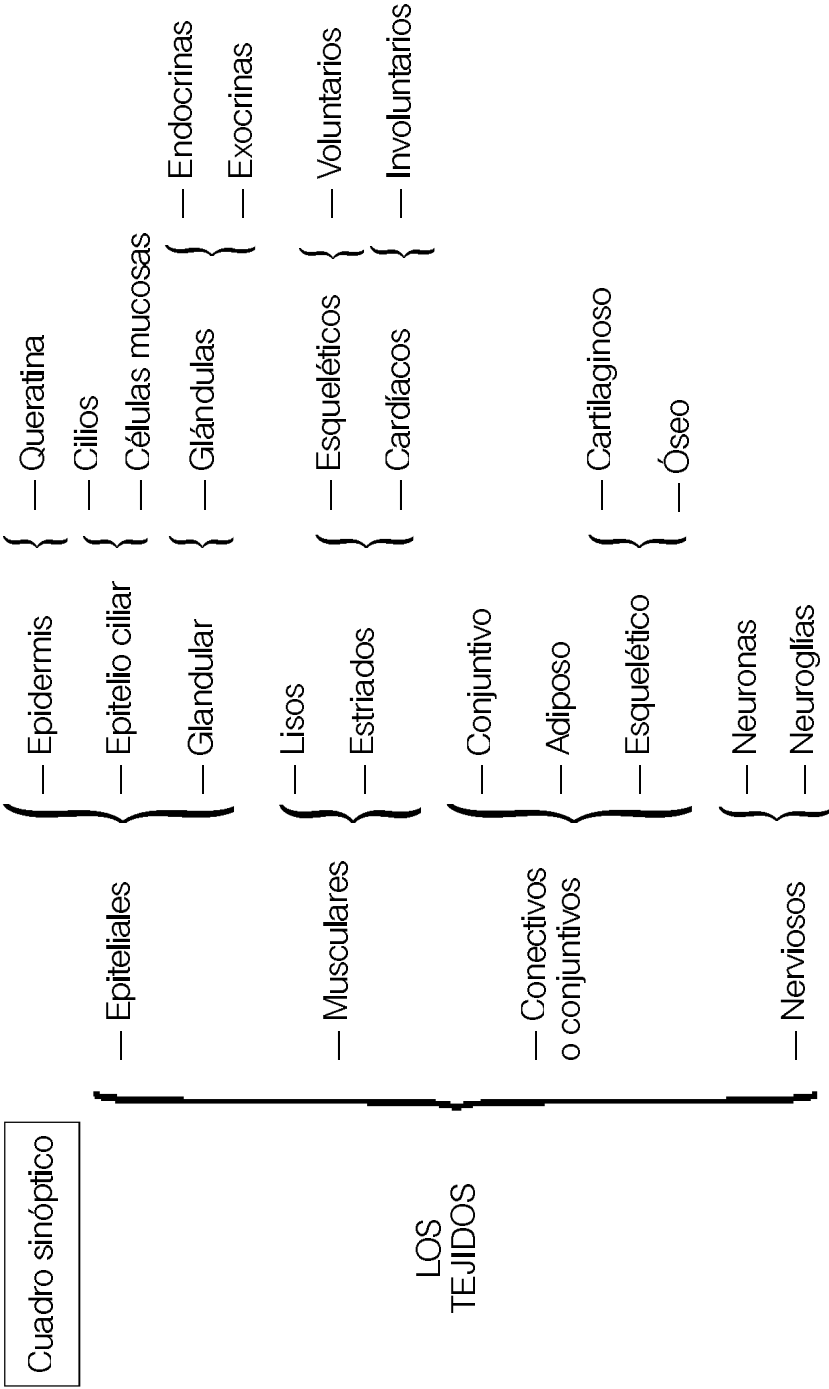 Cuadro sinóptico
LOS
TEJIDOS
— Epiteliales
— Epidermis
— Queratina
— Epitelio ciliar
— Cilios
— Células mucosas
— Glandular
— Glándulas
— Endocrinas
— Exocrinas
— Musculares
— Lisos
— Estriados
— Esqueléticos
— Voluntarios
— Cardíacos
— Involuntarios
— Conectivos
o conjuntivos
— Conjuntivo
— Adiposo
— Esquelético
— Cartilaginoso
— Óseo
— Nerviosos
— Neuronas
— Neuroglías